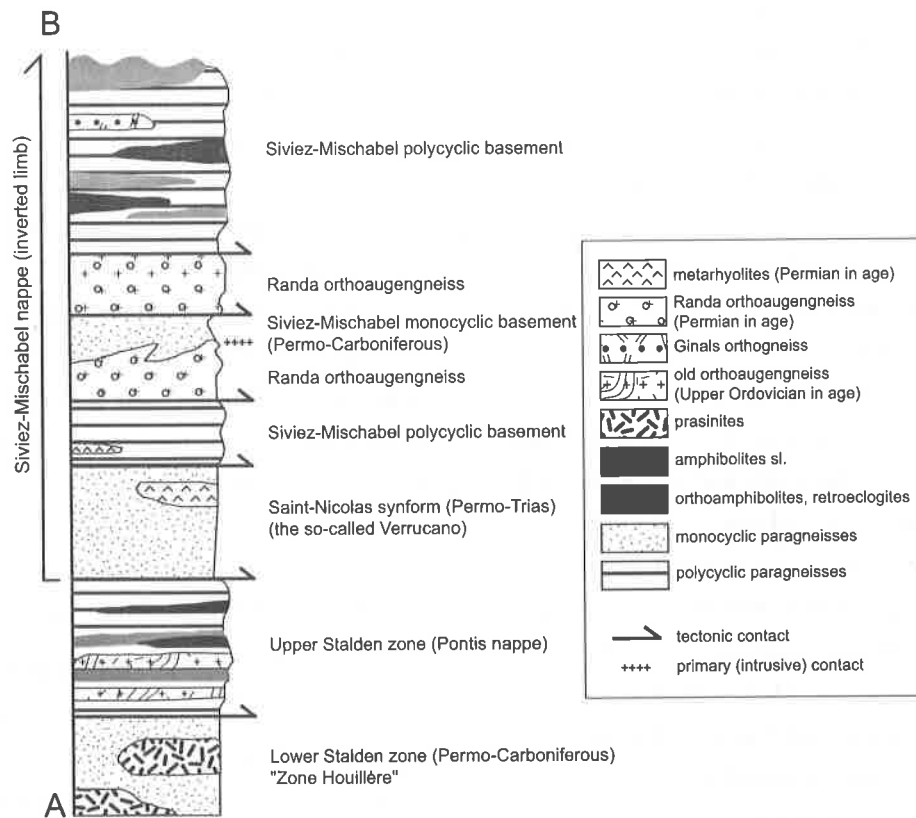 B
Siviez-Mischabel nappe (inverted limb)
Siviez-Mischabel polycyclic basement
Randa orthoaugengneiss
Siviez-Mischabel monocyclic basement
(Permo-Carboniferous)
Randa orthoaugengneiss
Siviez-Mischabel polycyclic basement
Saint-Nicolas synform (Permo-Trias)
(the so-called Verrucano)
Upper Stalden zone (Pontis nappe)
Lower Stalden zone (Permo-Carboniferous)
"Zone Houillère"
A
metarhyolites (Permian in age)
Randa orthoaugengneiss
(Permian in age)
Ginals orthogneiss
old orthoaugengneiss
(Upper Ordovician in age)
prasinites
amphibolites sl.
orthoamphibolites, retroeclogites
monocyclic paragneisses
polycyclic paragneisses
tectonic contact
primary (intrusive) contact